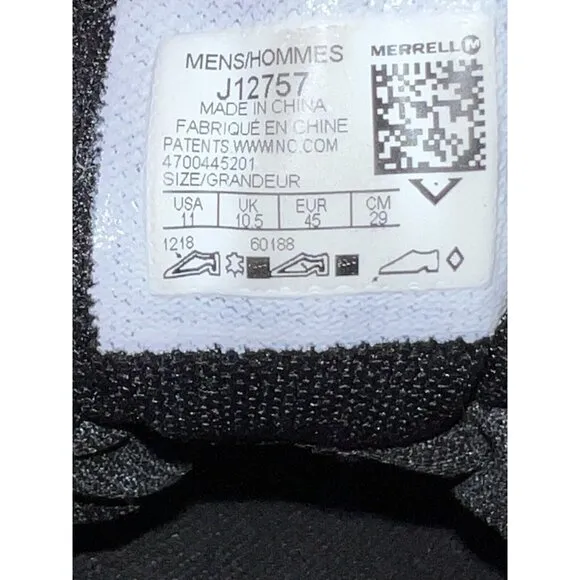 MENS/HOMMES
MERRELL
J12757
MADE IN CHINA
FABRIQUÉ EN CHINE
PATENTS WWWINC.COM
4700445201
SIZE/GRANDEUR
USA UK EUR CM
11 10.5 45 29
1218 60188